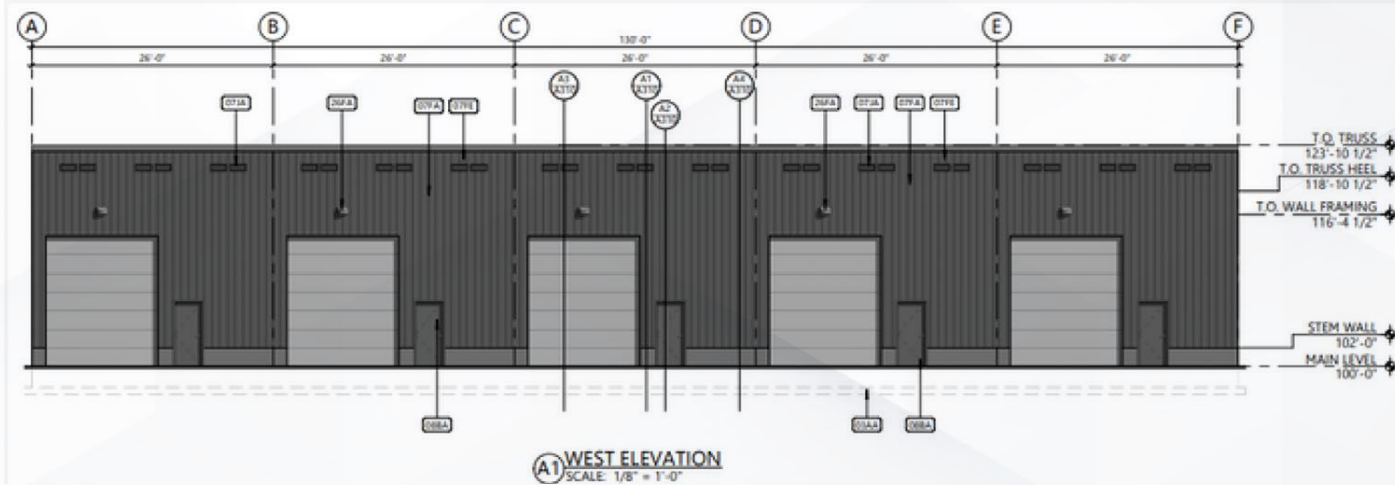 A B C D E F
130'-0"
26'-0" 26'-0" 26'-0" 26'-0" 26'-0"
A3 A1 A4
A310 A310 A310
A2
A310
07JA 26FA 07FA 07FE 26FA 07JA 07FA 07FE
T.O. TRUSS
123'-10 1/2"
T.O. TRUSS HEEL
118'-10 1/2"
T.O. WALL FRAMING
116'-4 1/2"
STEM WALL
102'-0"
MAIN LEVEL
100'-0"
08BA 03AA 08BA
A1 WEST ELEVATION
SCALE: 1/8" = 1'-0"